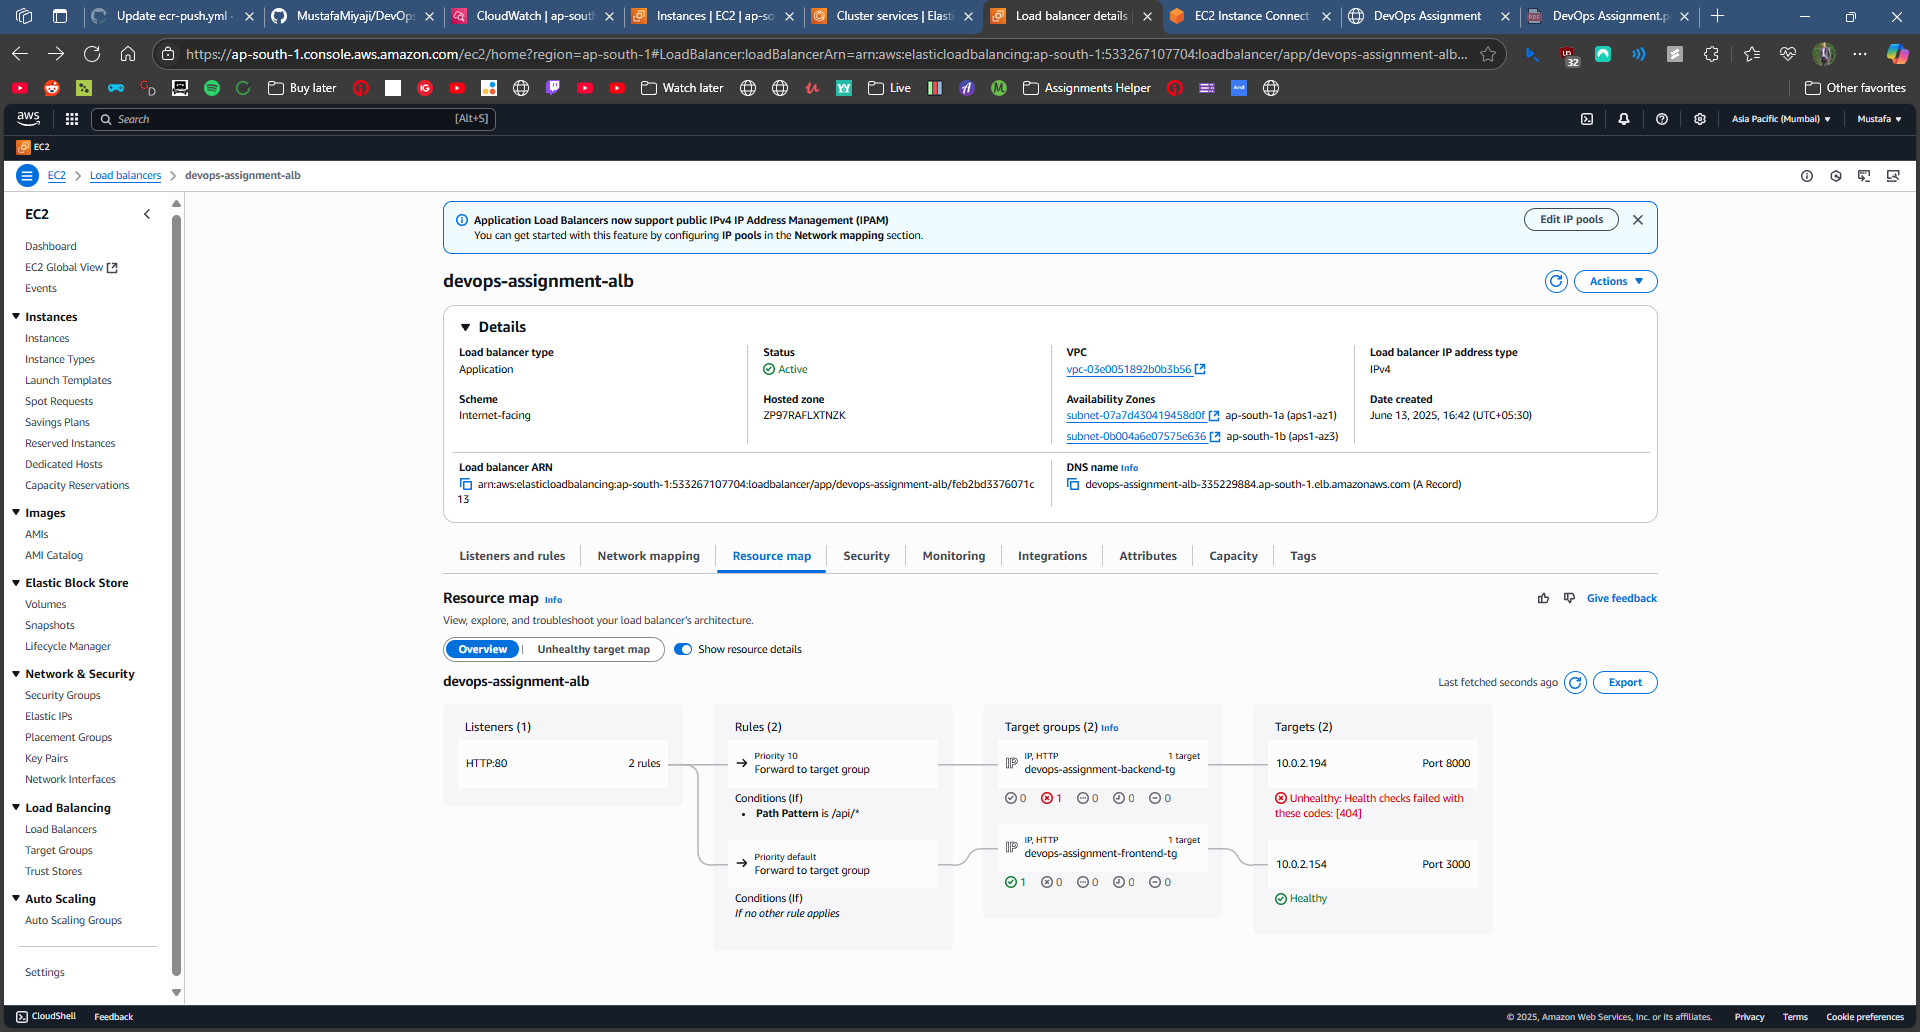 Update ecr-push.yml ·
MustafaMiyaji/DevOps
CloudWatch | ap-sout
Instances | EC2 | ap-so
Cluster services | Elasti
Load balancer details
EC2 Instance Connect
DevOps Assignment
DevOps Assignment.p
https://ap-south-1.console.aws.amazon.com/ec2/home?region=ap-south-1#LoadBalancer:loadBalancerArn=arn:aws:elasticloadbalancing:ap-south-1:533267107704:loadbalancer/app/devops-assignment-alb...
32
Buy later
Watch later
Live
Assignments Helper
Other favorites
aws
Search
[Alt+S]
Asia Pacific (Mumbai)
Mustafa
EC2
EC2
Load balancers
devops-assignment-alb
EC2
Dashboard
EC2 Global View
Events
Instances
Instances
Instance Types
Launch Templates
Spot Requests
Savings Plans
Reserved Instances
Dedicated Hosts
Capacity Reservations
Images
AMIs
AMI Catalog
Elastic Block Store
Volumes
Snapshots
Lifecycle Manager
Network & Security
Security Groups
Elastic IPs
Placement Groups
Key Pairs
Network Interfaces
Load Balancing
Load Balancers
Target Groups
Trust Stores
Auto Scaling
Auto Scaling Groups
Settings
Application Load Balancers now support public IPv4 IP Address Management (IPAM)
You can get started with this feature by configuring IP pools in the Network mapping section.
Edit IP pools
devops-assignment-alb
Actions
Details
Load balancer type
Application
Status
Active
VPC
vpc-03e0051892b0b3b56
Load balancer IP address type
IPv4
Scheme
Internet-facing
Hosted zone
ZP97RAFLXTNZK
Availability Zones
subnet-07a7d430419458d0f ap-south-1a (aps1-az1)
subnet-0b004a6e07575e636 ap-south-1b (aps1-az3)
Date created
June 13, 2025, 16:42 (UTC+05:30)
Load balancer ARN
arn:aws:elasticloadbalancing:ap-south-1:533267107704:loadbalancer/app/devops-assignment-alb/feb2bd3376071c
13
DNS name Info
devops-assignment-alb-335229884.ap-south-1.elb.amazonaws.com (A Record)
Listeners and rules
Network mapping
Resource map
Security
Monitoring
Integrations
Attributes
Capacity
Tags
Resource map Info
Give feedback
View, explore, and troubleshoot your load balancer's architecture.
Overview
Unhealthy target map
Show resource details
devops-assignment-alb
Last fetched seconds ago
Export
Listeners (1)
HTTP:80
2 rules
Rules (2)
Priority 10
Forward to target group
Conditions (If)
• Path Pattern is /api/*
Priority default
Forward to target group
Conditions (If)
If no other rule applies
Target groups (2) Info
IP, HTTP
1 target
devops-assignment-backend-tg
0 1 0 0 0
IP, HTTP
1 target
devops-assignment-frontend-tg
1 0 0 0 0
Targets (2)
10.0.2.194
Port 8000
Unhealthy: Health checks failed with
these codes: [404]
10.0.2.154
Port 3000
Healthy
CloudShell
Feedback
© 2025, Amazon Web Services, Inc. or its affiliates.
Privacy
Terms
Cookie preferences